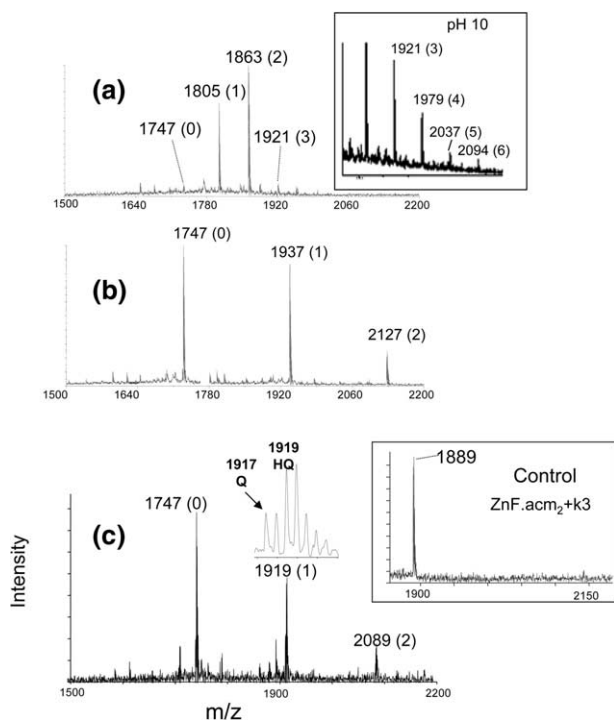 pH 10
1921 (3)
1979 (4)
2037 (5)
2094 (6)
(a)
1863 (2)
1805 (1)
1747 (0)
1921 (3)
1500 1640 1780 1920 2060 2200
(b)
1747 (0)
1937 (1)
2127 (2)
1500 1640 1780 1920 2060 2200
(c)
1747 (0)
1917
Q
1919
HQ
1919 (1)
2089 (2)
1889
Control
ZnF.acm2+k3
1900 2150
Intensity
1500 1900 2200
m/z